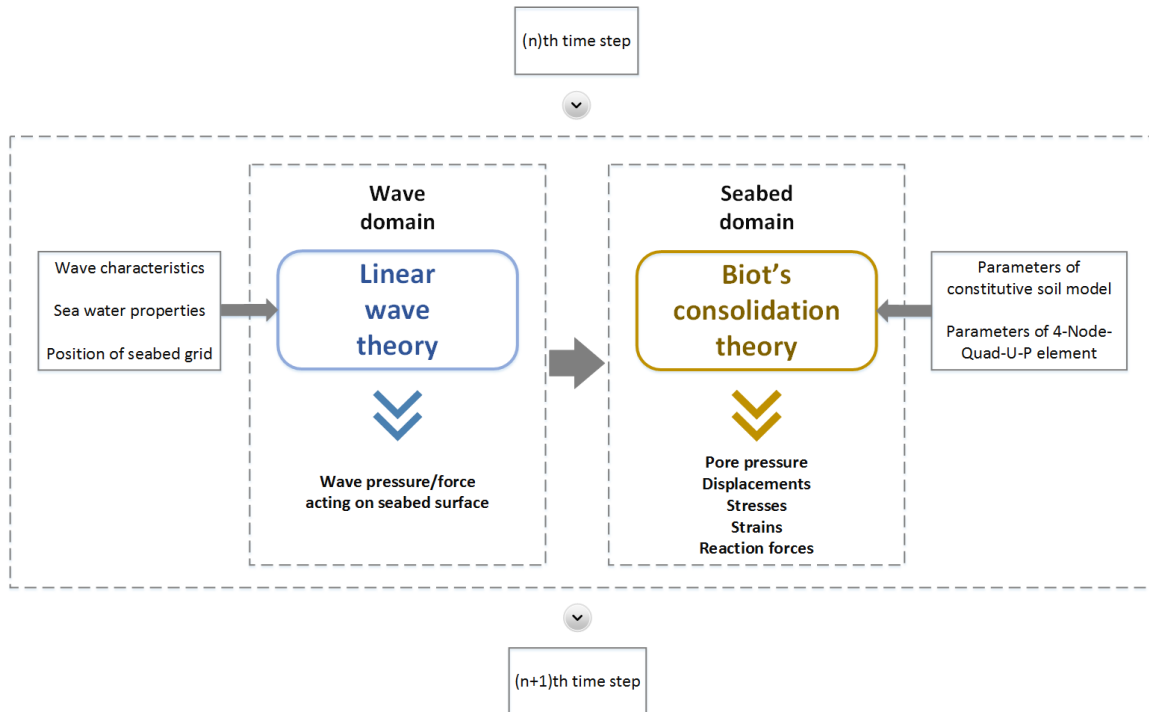 (n)th time step
Wave
domain
Seabed
domain
Wave characteristics
Sea water properties
Position of seabed grid
Linear
wave
theory
Biot’s
consolidation
theory
Parameters of
constitutive soil model
Parameters of 4-Node-
Quad-U-P element
Wave pressure/force
acting on seabed surface
Pore pressure
Displacements
Stresses
Strains
Reaction forces
(n+1)th time step